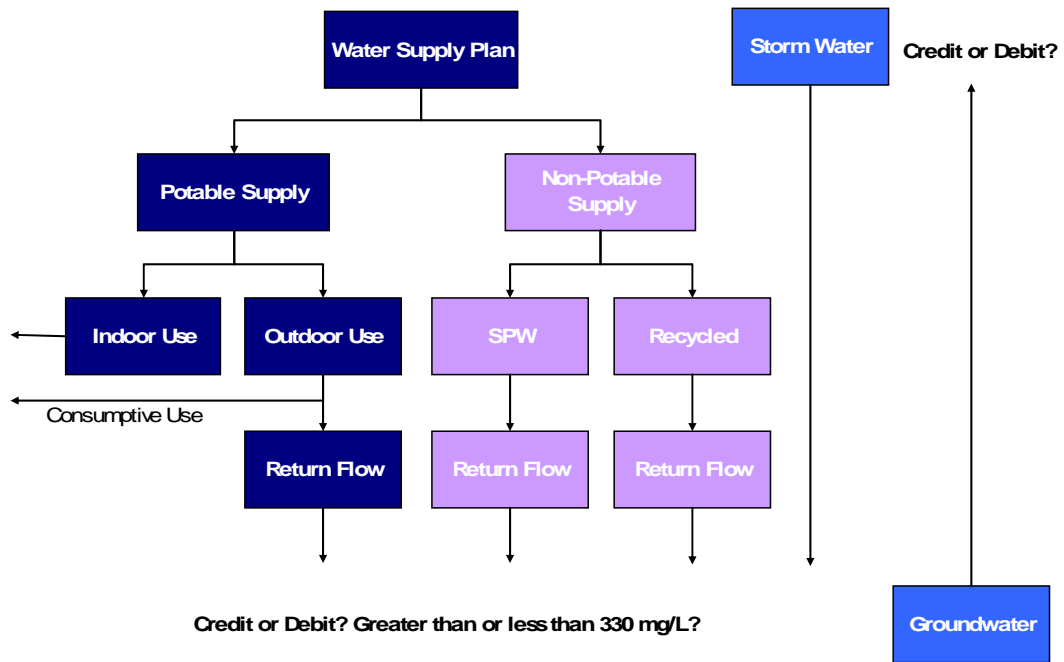 Water Supply Plan
Storm Water
Credit or Debit?
Potable Supply
Non-Potable
Supply
Indoor Use
Outdoor Use
SPW
Recycled
Consumptive Use
Return Flow
Return Flow
Return Flow
Credit or Debit? Greater than or less than 330 mg/L?
Groundwater